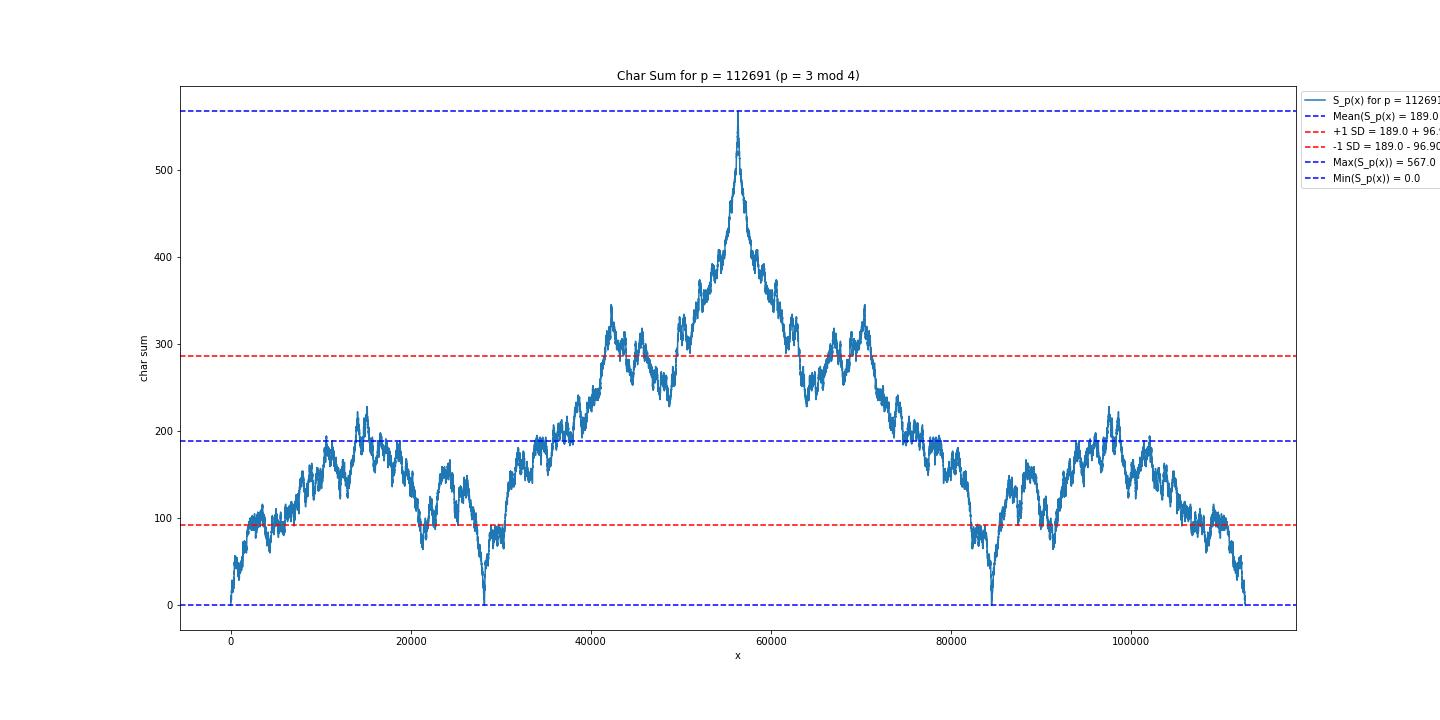 Char Sum for p = 112691 (p = 3 mod 4)
S_p(x) for p = 112691
Mean(S_p(x) = 189.0
+1 SD = 189.0 + 96.
-1 SD = 189.0 - 96.90
Max(S_p(x)) = 567.0
Min(S_p(x)) = 0.0
char sum
500
400
300
200
100
0
0 20000 40000 60000 80000 100000
x